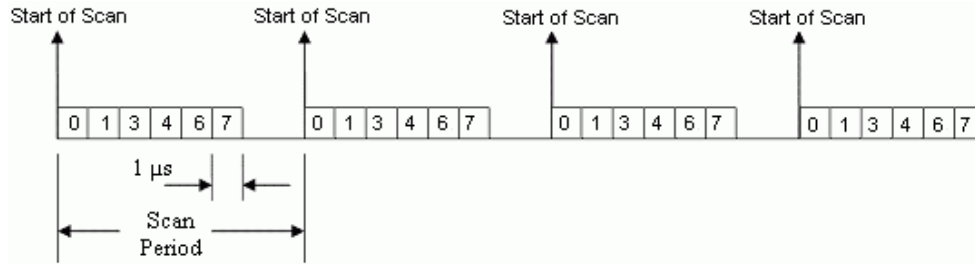 Start of Scan Start of Scan Start of Scan Start of Scan
0 1 3 4 6 7 0 1 3 4 6 7 0 1 3 4 6 7 0 1 3 4 6 7
1 μs
Scan
Period